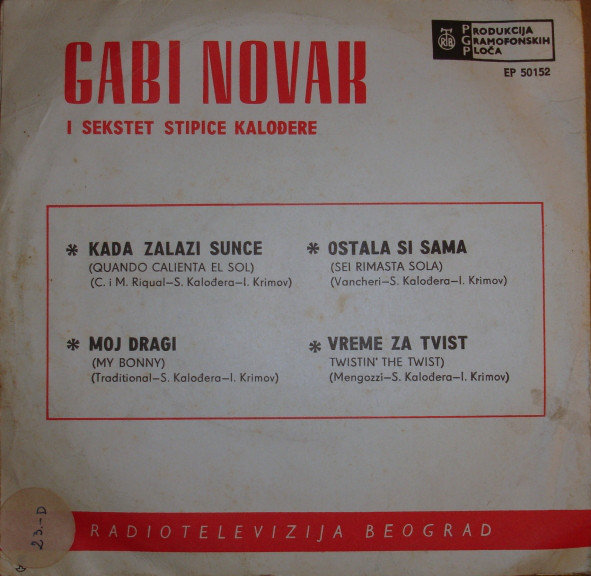 GABI NOVAK
I SEKSTET STIPICE KALOĐERE
RTB
PRODUKCIJA
GRAMOFONSKIH
PLOČA
EP 50152
* KADA ZALAZI SUNCE
(QUANDO CALIENTA EL SOL)
(C. i M. Riqual–S. Kalođera–I. Krimov)
* OSTALA SI SAMA
(SEI RIMASTA SOLA)
(Vancheri–S. Kalođera–I. Krimov)
* MOJ DRAGI
(MY BONNY)
(Traditional–S. Kalođera–I. Krimov)
* VREME ZA TVIST
TWISTIN' THE TWIST)
(Mengozzi–S. Kalođera–I. Krimov)
23.-D
RADIOTELEVIZIJA BEOGRAD